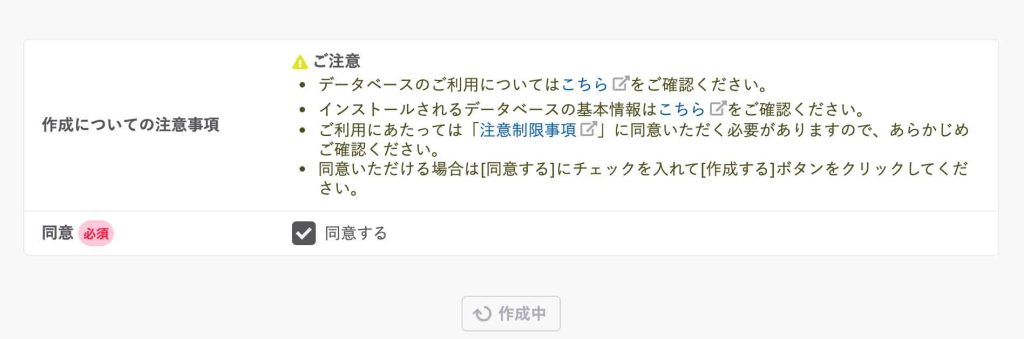 ご注意
データベースのご利用についてはこちらをご確認ください。
インストールされるデータベースの基本情報はこちらをご確認ください。
作成についての注意事項
ご利用にあたっては「注意制限事項」に同意いただく必要がありますので、あらかじめ
ご確認ください。
同意いただける場合は[同意する]にチェックを入れて[作成する]ボタンをクリックしてくだ
さい。
同意 必須
同意する
作成中